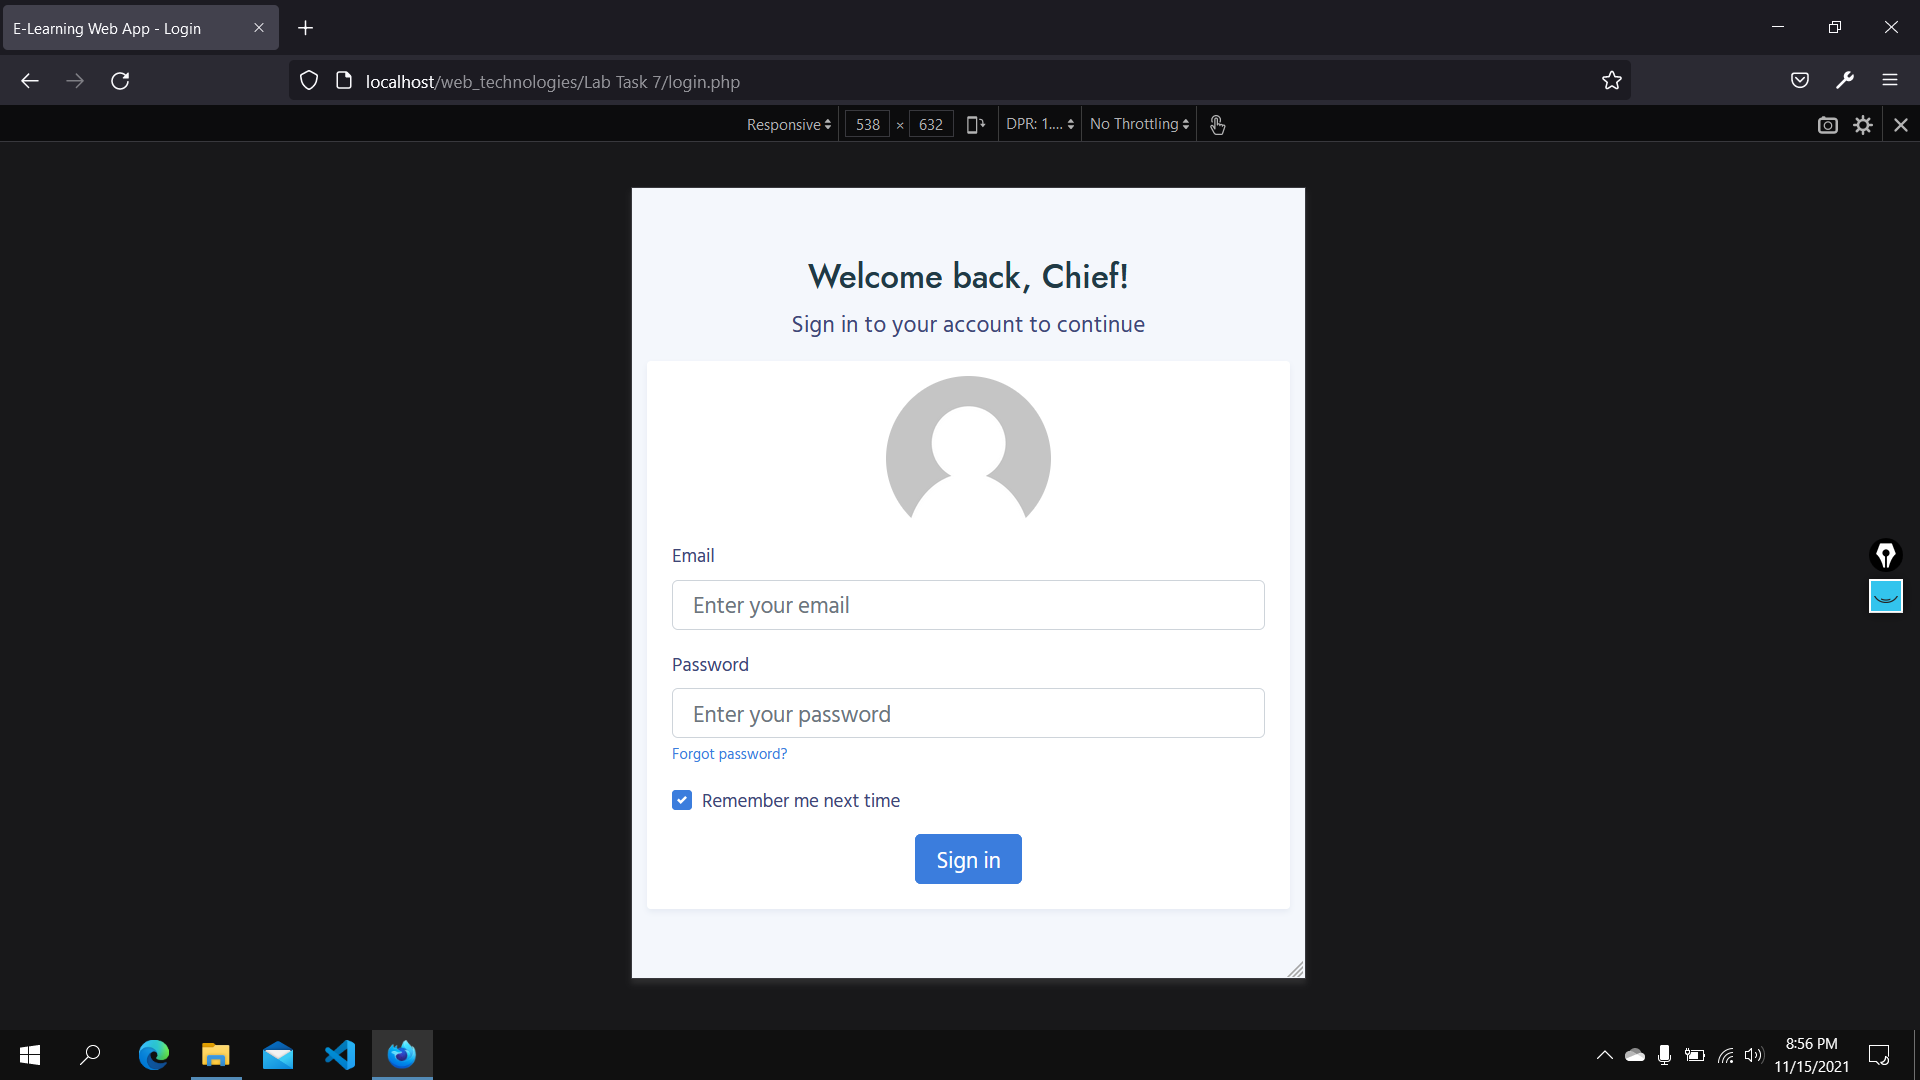 E-Learning Web App - Login
localhost/web_technologies/Lab Task 7/login.php
Responsive 538 × 632 DPR: 1.... No Throttling
Welcome back, Chief!
Sign in to your account to continue
Email
Enter your email
Password
Enter your password
Forgot password?
Remember me next time
Sign in
8:56 PM
11/15/2021